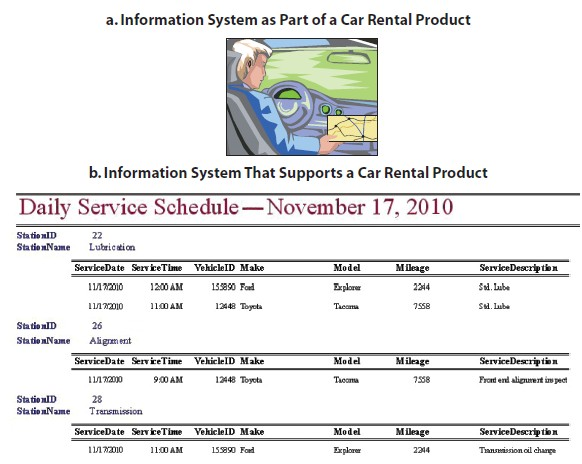 a. Information System as Part of a Car Rental Product
b. Information System That Supports a Car Rental Product
Daily Service Schedule—November 17, 2010
StationID 22
StationName Lubrication
ServiceDate ServiceTime VehicleID Make Model Mileage ServiceDescription
11/17/2010 12:00 AM 155890 Ford Explorer 2244 Std. Lube
11/17/2010 11:00 AM 12448 Toyota Tacoma 7558 Std. Lube
StationID 26
StationName Alignment
ServiceDate ServiceTime VehicleID Make Model Mileage ServiceDescription
11/17/2010 9:00 AM 12448 Toyota Tacoma 7558 Front end alignment inspect
StationID 28
StationName Transmission
ServiceDate ServiceTime VehicleID Make Model Mileage ServiceDescription
11/17/2010 11:00 AM 155890 Ford Explorer 2244 Transmission oil change